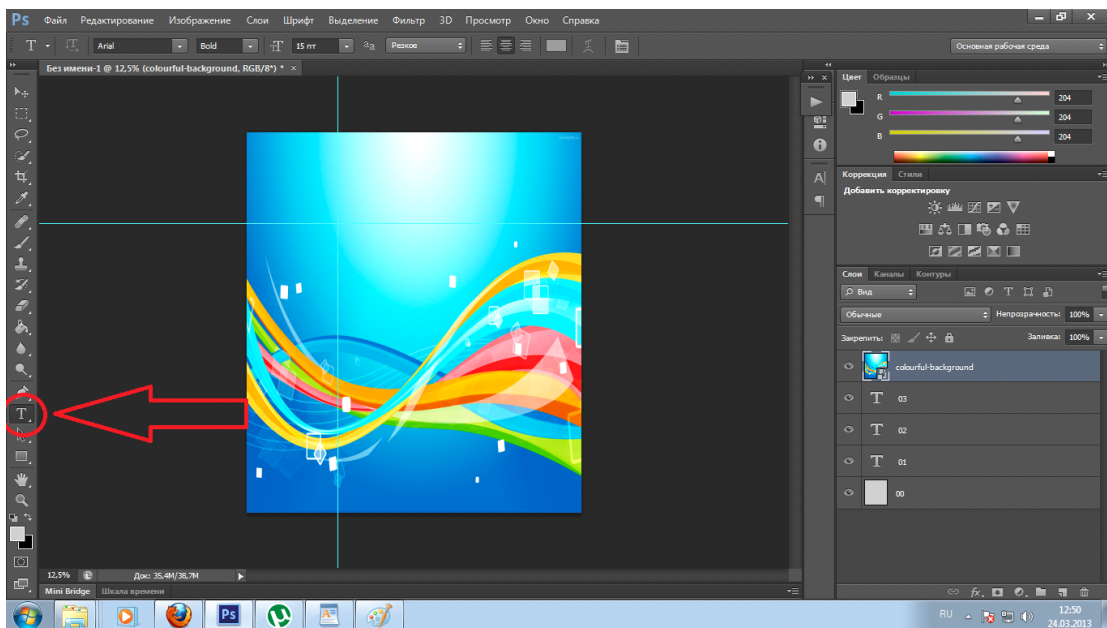 Ps Файл Редактирование Изображение Слои Шрифт Выделение Фильтр 3D Просмотр Окно Справка
T Arial Bold T 15 пт aa Резкое Основная рабочая среда
Без имени-1 @ 12,5% (colourful-background, RGB/8*) * ×
Цвет Образцы
R 204
G 204
B 204
Коррекция Стили
Добавить корректировку
Слои Каналы Контуры
Вид T
Обычные Непрозрачность: 100%
Закрепить: Заливка: 100%
colourful-background
T 03
T 02
T 01
00
A
T
12,5% Док: 35,4M/38,7M
Mini Bridge Шкала времени
fx.
Ps RU 12:50
24.03.2013